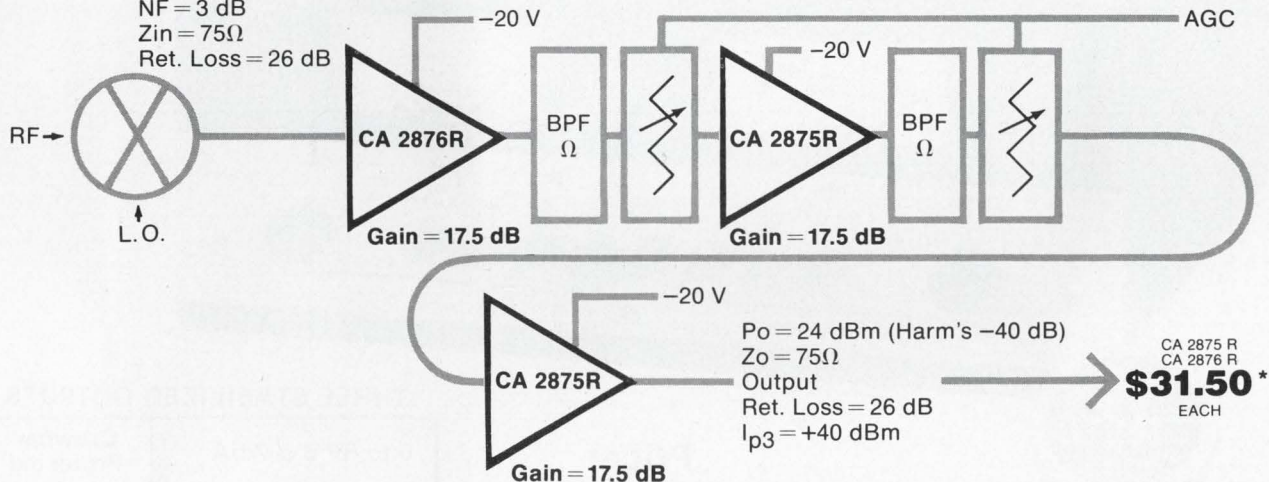 NF = 3 dB
Zin = 75Ω
Ret. Loss = 26 dB
−20 V
AGC
−20 V
RF
CA 2876R
BPF
Ω
CA 2875R
BPF
Ω
L.O.
Gain = 17.5 dB
Gain = 17.5 dB
−20 V
CA 2875R
Po = 24 dBm (Harm's −40 dB)
Zo = 75Ω
Output
Ret. Loss = 26 dB
Ip3 = +40 dBm
CA 2875 R
CA 2876 R
$31.50*
EACH
Gain = 17.5 dB